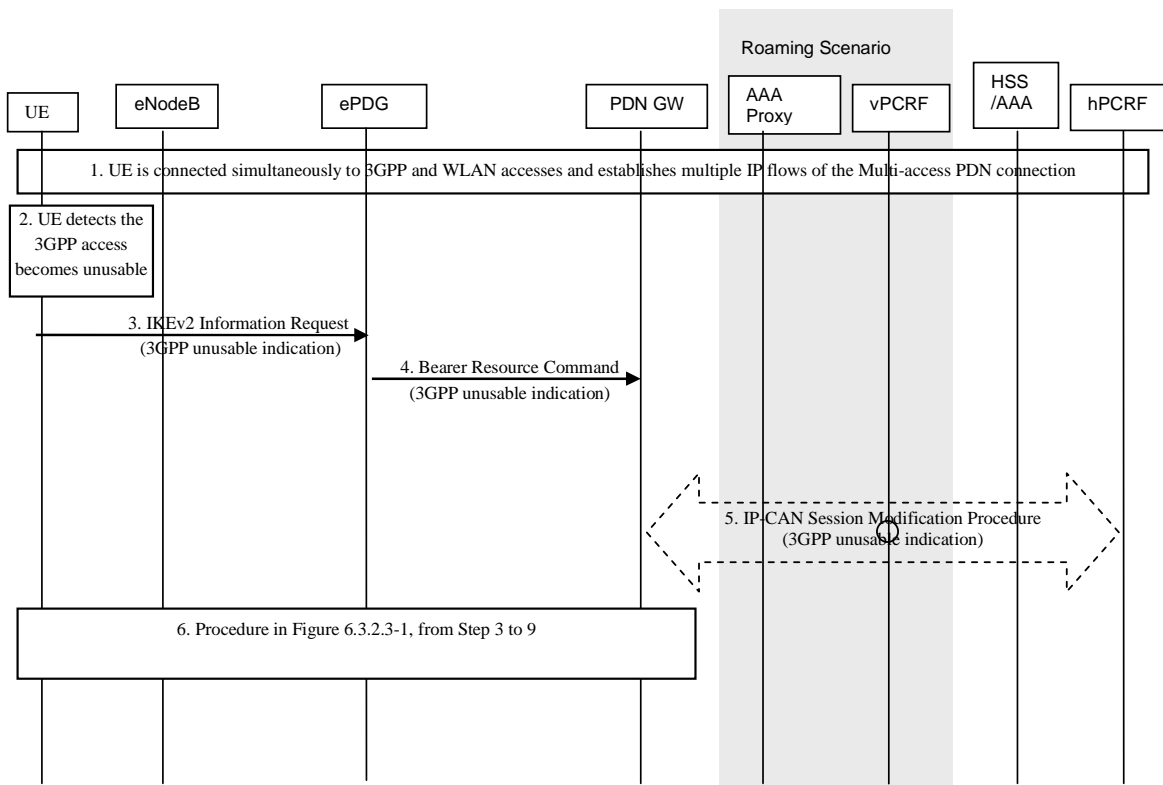 Roaming Scenario
UE
eNodeB
ePDG
PDN GW
AAA
Proxy
vPCRF
HSS
/AAA
hPCRF
1. UE is connected simultaneously to 3GPP and WLAN accesses and establishes multiple IP flows of the Multi-access PDN connection
2. UE detects the
3GPP access
becomes unusable
3. IKEv2 Information Request
(3GPP unusable indication)
4. Bearer Resource Command
(3GPP unusable indication)
5. IP-CAN Session Modification Procedure
(3GPP unusable indication)
6. Procedure in Figure 6.3.2.3-1, from Step 3 to 9